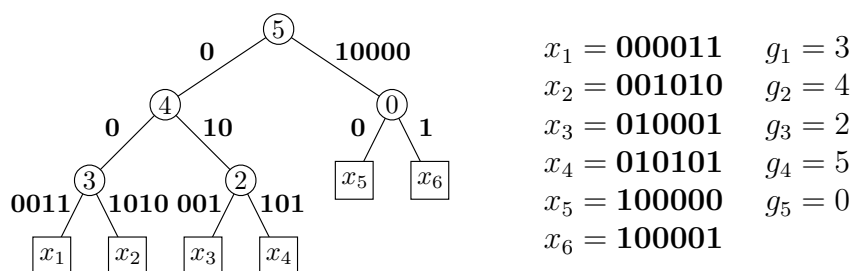 5
0 10000
4 0
0 10 0 1
3 2 x5 x6
0011 1010 001 101
x1 x2 x3 x4
x1 = 000011 g1 = 3
x2 = 001010 g2 = 4
x3 = 010001 g3 = 2
x4 = 010101 g4 = 5
x5 = 100000 g5 = 0
x6 = 100001